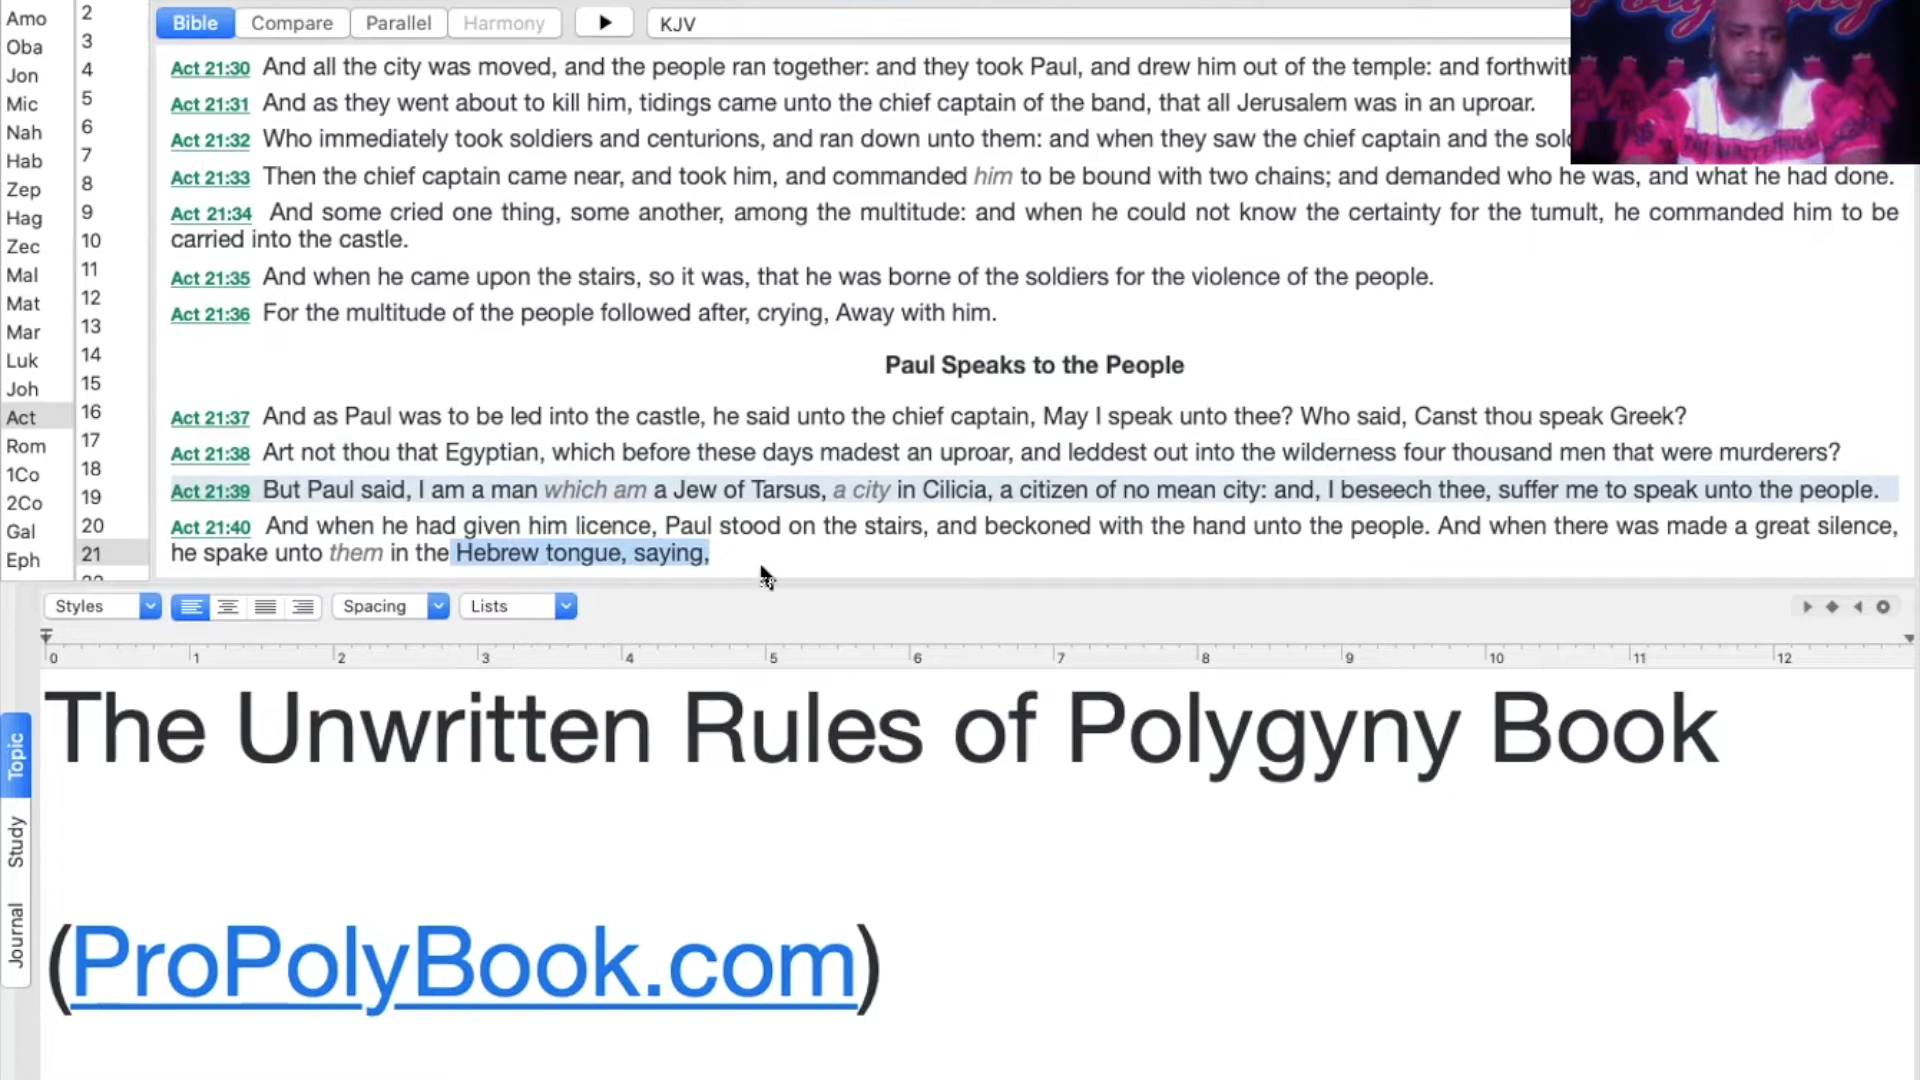 Amo
Oba
Jon
Mic
Nah
Hab
Zep
Hag
Zec
Mal
Mat
Mar
Luk
Joh
Act
Rom
1Co
2Co
Gal
Eph
2
3
4
5
6
7
8
9
10
11
12
13
14
15
16
17
18
19
20
21
Bible Compare Parallel Harmony KJV
Act 21:30 And all the city was moved, and the people ran together: and they took Paul, and drew him out of the temple: and
Act 21:31 And as they went about to kill him, tidings came unto the chief captain of the band, that all Jerusalem was in an uproar.
Act 21:32 Who immediately took soldiers and centurions, and ran down unto them: and when they saw the chief captain and the
Act 21:33 Then the chief captain came near, and took him, and commanded him to be bound with two chains; and demanded who he was, and what he had done.
Act 21:34 And some cried one thing, some another, among the multitude: and when he could not know the certainty for the tumult, he commanded him to be
carried into the castle.
Act 21:35 And when he came upon the stairs, so it was, that he was borne of the soldiers for the violence of the people.
Act 21:36 For the multitude of the people followed after, crying, Away with him.
Paul Speaks to the People
Act 21:37 And as Paul was to be led into the castle, he said unto the chief captain, May I speak unto thee? Who said, Canst thou speak Greek?
Act 21:38 Art not thou that Egyptian, which before these days madest an uproar, and leddest out into the wilderness four thousand men that were murderers?
Act 21:39 But Paul said, I am a man which am a Jew of Tarsus, a city in Cilicia, a citizen of no mean city: and, I beseech thee, suffer me to speak unto the people.
Act 21:40 And when he had given him licence, Paul stood on the stairs, and beckoned with the hand unto the people. And when there was made a great silence,
he spake unto them in the Hebrew tongue, saying,
Styles Spacing Lists
0 1 2 3 4 5 6 7 8 9 10 11 12
Topic
Study
Journal
The Unwritten Rules of Polygyny Book
(ProPolyBook.com)